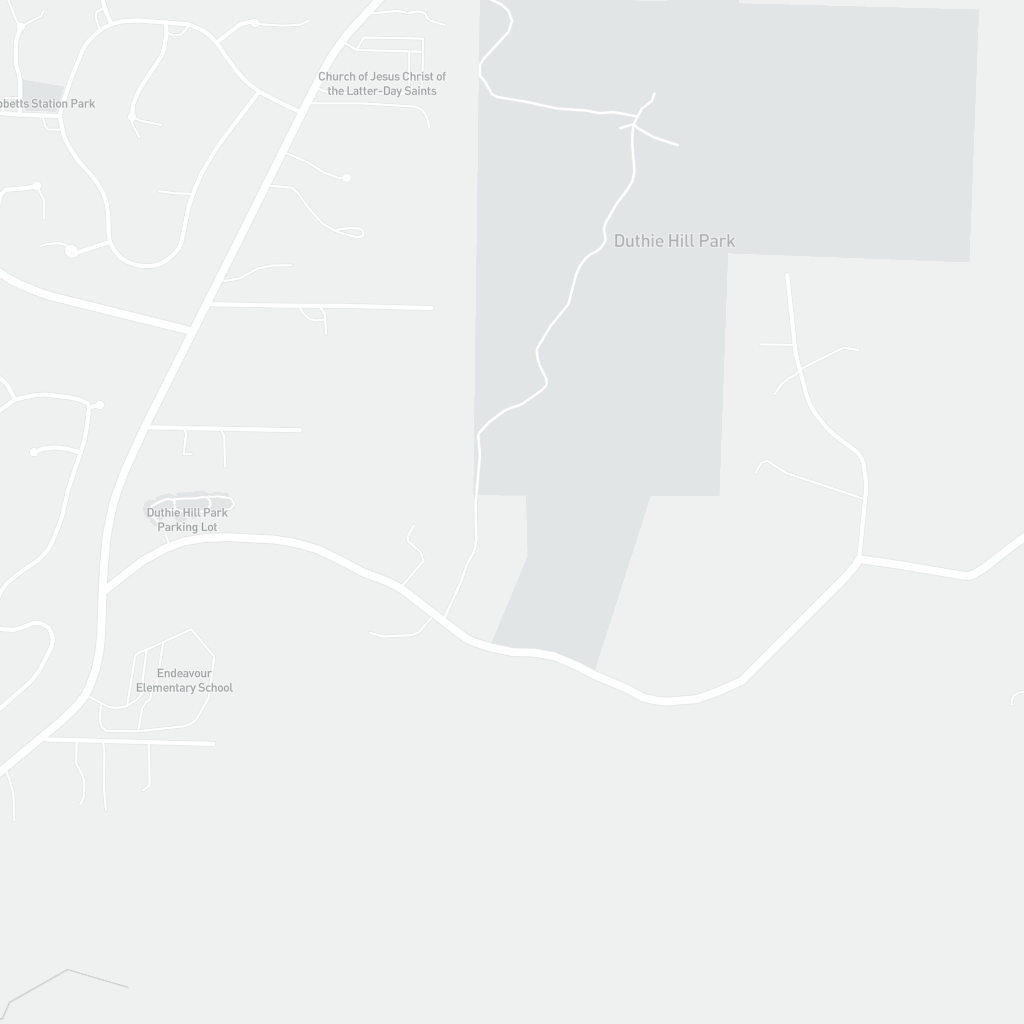 Church of Jesus Christ of
the Latter-Day Saints
Station Park
Duthie Hill Park
Duthie Hill Park
Parking Lot
Endeavour
Elementary School